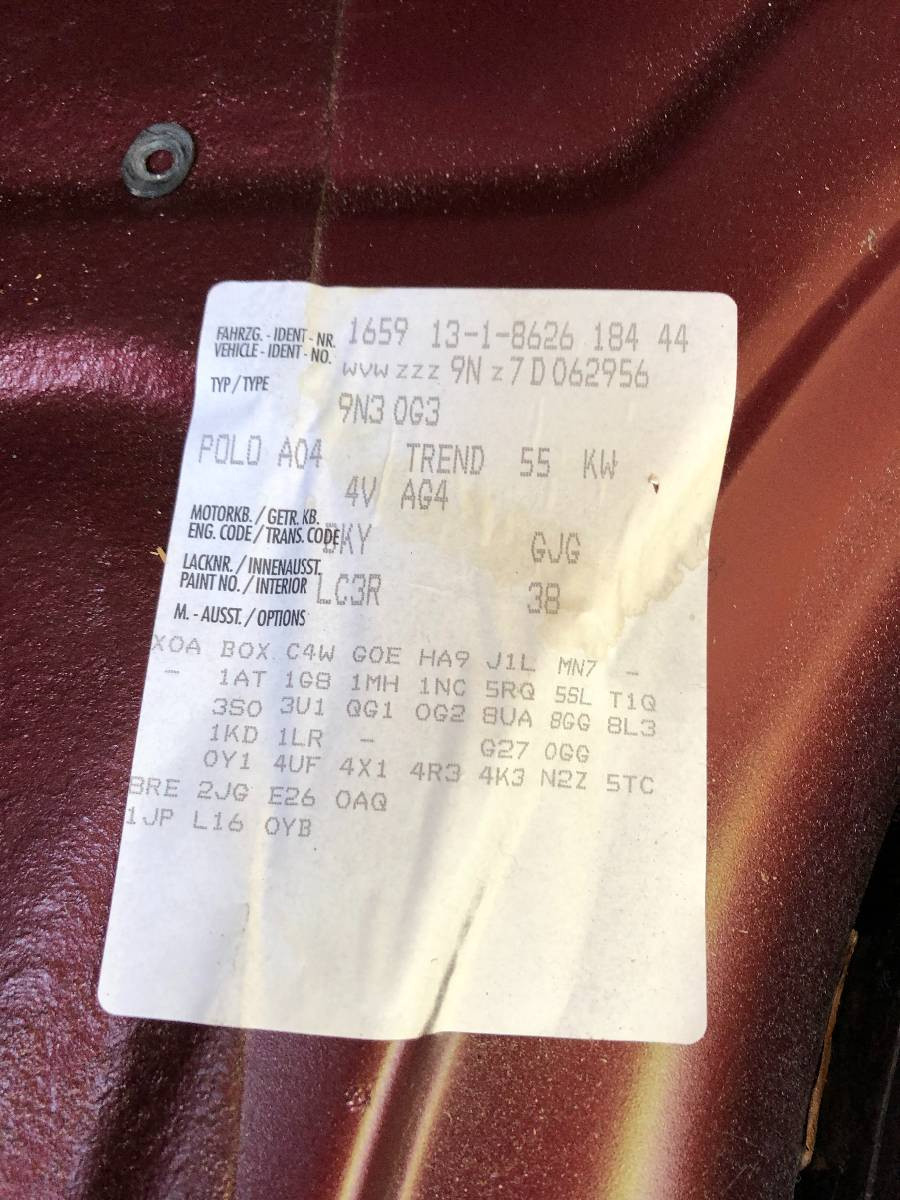 FAHRZG. - IDENT - NR. 1659 13-1-8626 184 44
VEHICLE - IDENT - NO. WVWZZZ9NZ7D062956
TYP / TYPE 9N3 0G3
POLO A04 TREND 55 KW
4V AG4
MOTORKB. / GETR. KB.
ENG. CODE / TRANS. CODE BKY GJG
LACKNR. / INNENAUSST.
PAINT NO. / INTERIOR LC3R 38
M. - AUSST. / OPTIONS
X0A B0X C4W G0E HA9 J1L MN7 -
- 1AT 1G8 1MH 1NC 5RQ 5SL T1Q
3S0 3U1 QG1 0G2 8UA 8GG 8L3
1KD 1LR - G27 0GG
0Y1 4UF 4X1 4R3 4K3 N2Z 5TC
8RE 2JG E26 0AQ
1JP L16 0YB